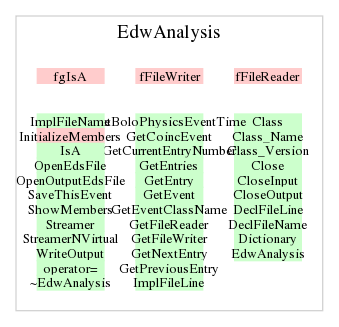 EdwAnalysis
fgIsA fFileWriter fFileReader
ImplFileName tBoloPhysicsEventTime Class
InitializeMembers GetCoincEvent Class_Name
IsA GetCurrentEntryNumber Class_Version
OpenEdsFile GetEntries Close
OpenOutputEdsFile GetEntry CloseInput
SaveThisEvent GetEvent CloseOutput
ShowMembers GetEventClassName DeclFileLine
Streamer GetFileReader DeclFileName
StreamerNVirtual GetFileWriter Dictionary
WriteOutput GetNextEntry EdwAnalysis
operator= GetPreviousEntry
~EdwAnalysis ImplFileLine